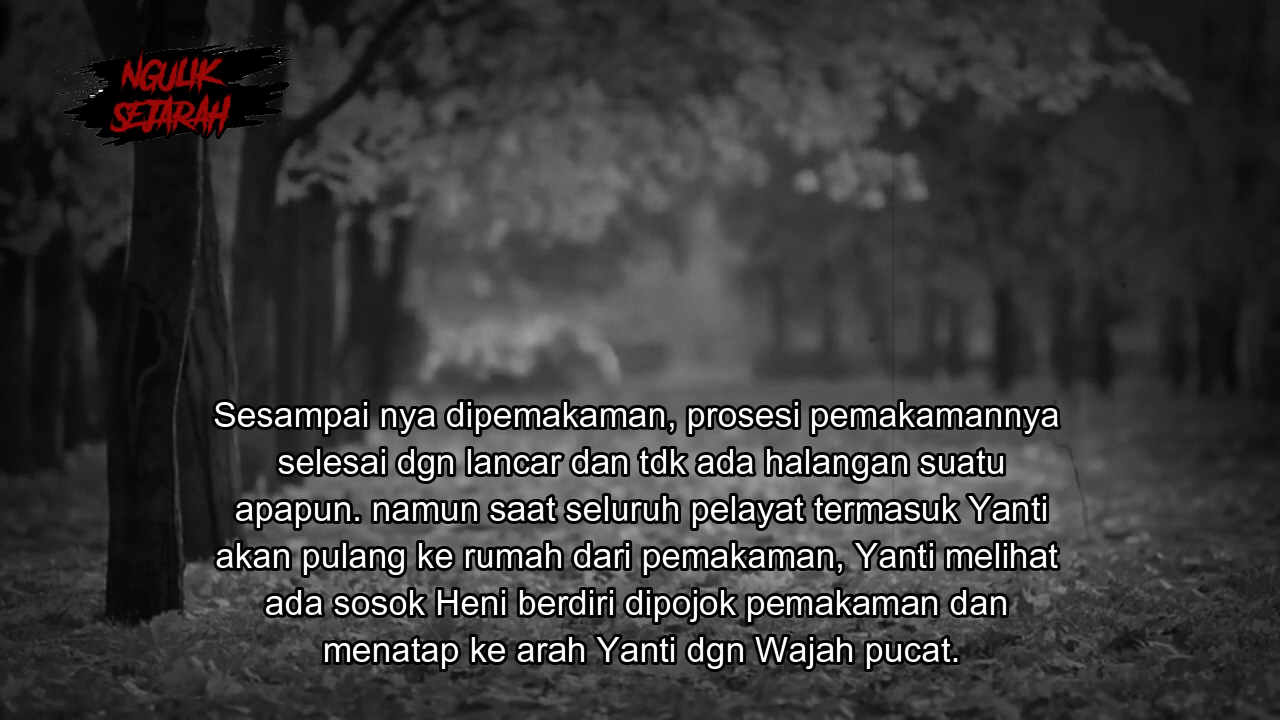 NGULIK
SEJARAH
Sesampai nya dipemakaman, prosesi pemakamannya
selesai dgn lancar dan tdk ada halangan suatu
apapun. namun saat seluruh pelayat termasuk Yanti
akan pulang ke rumah dari pemakaman, Yanti melihat
ada sosok Heni berdiri dipojok pemakaman dan
menatap ke arah Yanti dgn Wajah pucat.